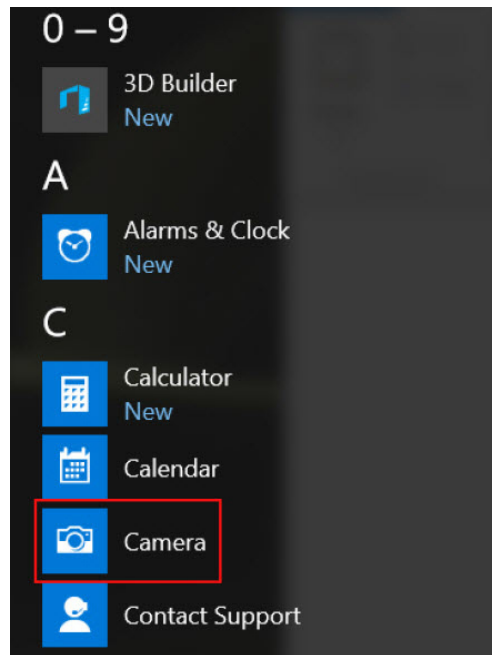 0 – 9
3D Builder
New
A
Alarms & Clock
New
C
Calculator
New
Calendar
Camera
Contact Support